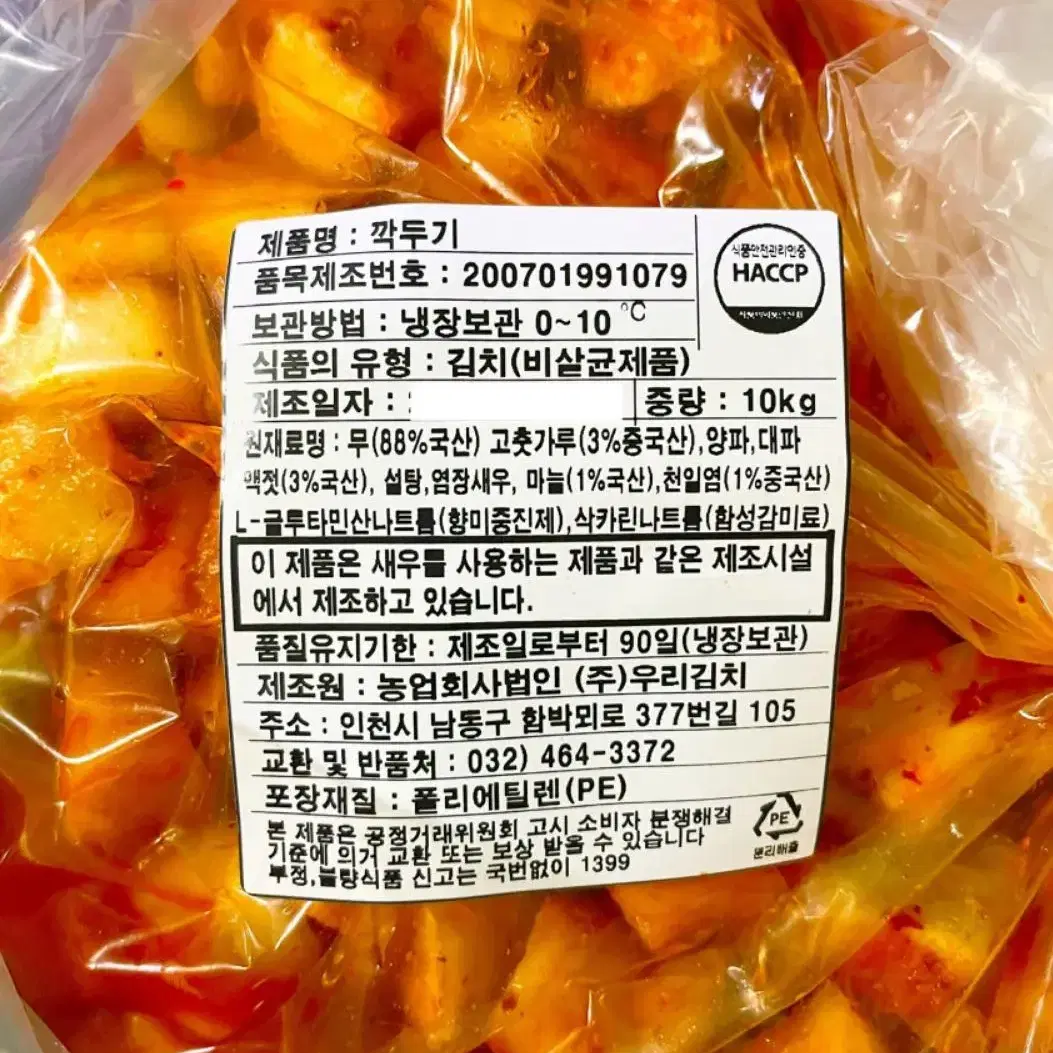 제품명 : 깍두기
식품안전관리인증
HACCP
품목제조번호 : 200701991079
보관방법 : 냉장보관 0~10 ℃
식품의 유형 : 김치(비살균제품)
제조일자 :
중량 : 10kg
원재료명 : 무(88%국산) 고춧가루(3%중국산),양파,대파
액젓(3%국산), 설탕,염장새우, 마늘(1%국산),천일염(1%중국산)
L-글루타민산나트륨(향미증진제),삭카린나트륨(합성감미료)
이 제품은 새우를 사용하는 제품과 같은 제조시설
에서 제조하고 있습니다.
품질유지기한 : 제조일로부터 90일(냉장보관)
제조원 : 농업회사법인 (주)우리김치
주소 : 인천시 남동구 함박뫼로 377번길 105
교환 및 반품처 : 032) 464-3372
포장재질 : 폴리에틸렌(PE)
본 제품은 공정거래위원회 고시 소비자 분쟁해결
기준에 의거 교환 또는 보상 받을 수 있습니다
부정,불량식품 신고는 국번없이 1399
PE
분리배출